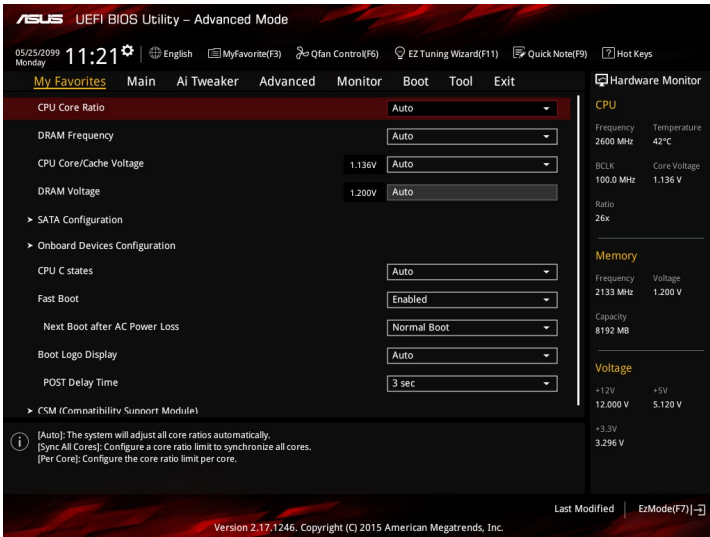 ASUS UEFI BIOS Utility – Advanced Mode
05/25/2099
Monday
11:21
English
MyFavorite(F3)
Qfan Control(F6)
EZ Tuning Wizard(F11)
Quick Note(F9)
? Hot Keys
My Favorites Main Ai Tweaker Advanced Monitor Boot Tool Exit
CPU Core Ratio Auto
DRAM Frequency Auto
CPU Core/Cache Voltage 1.136V Auto
DRAM Voltage 1.200V Auto
> SATA Configuration
> Onboard Devices Configuration
CPU C states Auto
Fast Boot Enabled
Next Boot after AC Power Loss Normal Boot
Boot Logo Display Auto
POST Delay Time 3 sec
> CSM (Compatibility Support Module)
i
[Auto]: The system will adjust all core ratios automatically.
[Sync All Cores]: Configure a core ratio limit to synchronize all cores.
[Per Core]: Configure the core ratio limit per core.
Hardware Monitor
CPU
Frequency Temperature
2600 MHz 42°C
BCLK Core Voltage
100.0 MHz 1.136 V
Ratio
26x
Memory
Frequency Voltage
2133 MHz 1.200 V
Capacity
8192 MB
Voltage
+12V +5V
12.000 V 5.120 V
+3.3V
3.296 V
Last Modified
EzMode(F7)
Version 2.17.1246. Copyright (C) 2015 American Megatrends, Inc.